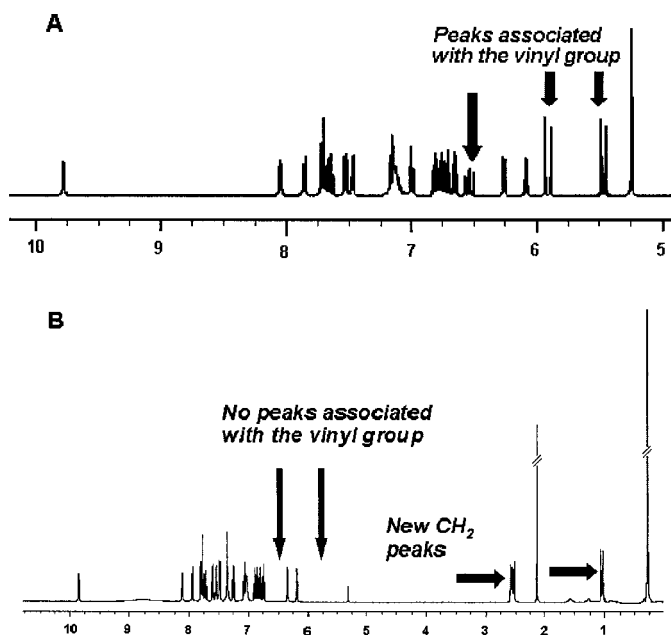 A
Peaks associated
with the vinyl group
10 9 8 7 6 5
B
No peaks associated
with the vinyl group
New CH₂
peaks
10 9 8 7 6 5 4 3 2 1